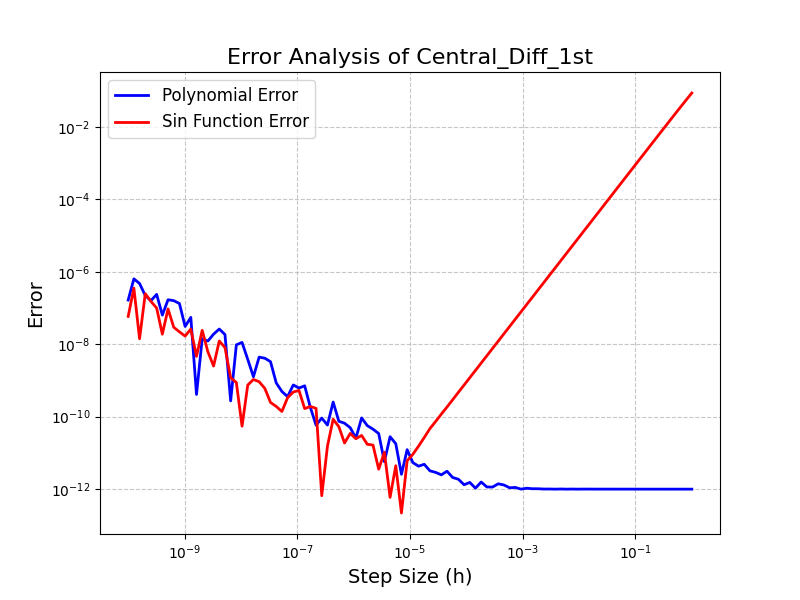 Error Analysis of Central_Diff_1st
Polynomial Error
Sin Function Error
Error
10⁻²
10⁻⁴
10⁻⁶
10⁻⁸
10⁻¹⁰
10⁻¹²
10⁻⁹
10⁻⁷
10⁻⁵
10⁻³
10⁻¹
Step Size (h)